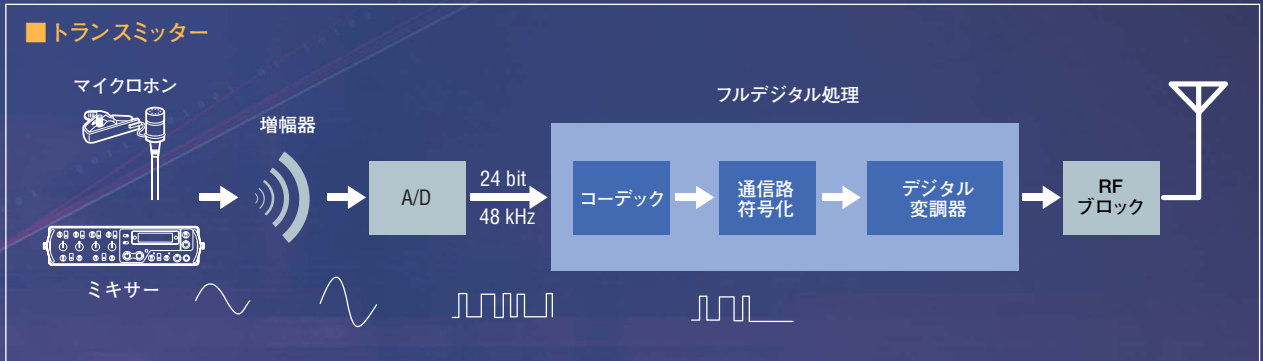 ■トランスミッター
マイクロホン
増幅器
フルデジタル処理
A/D
24 bit
48 kHz
コーデック
通信路
符号化
デジタル
変調器
RF
ブロック
ミキサー